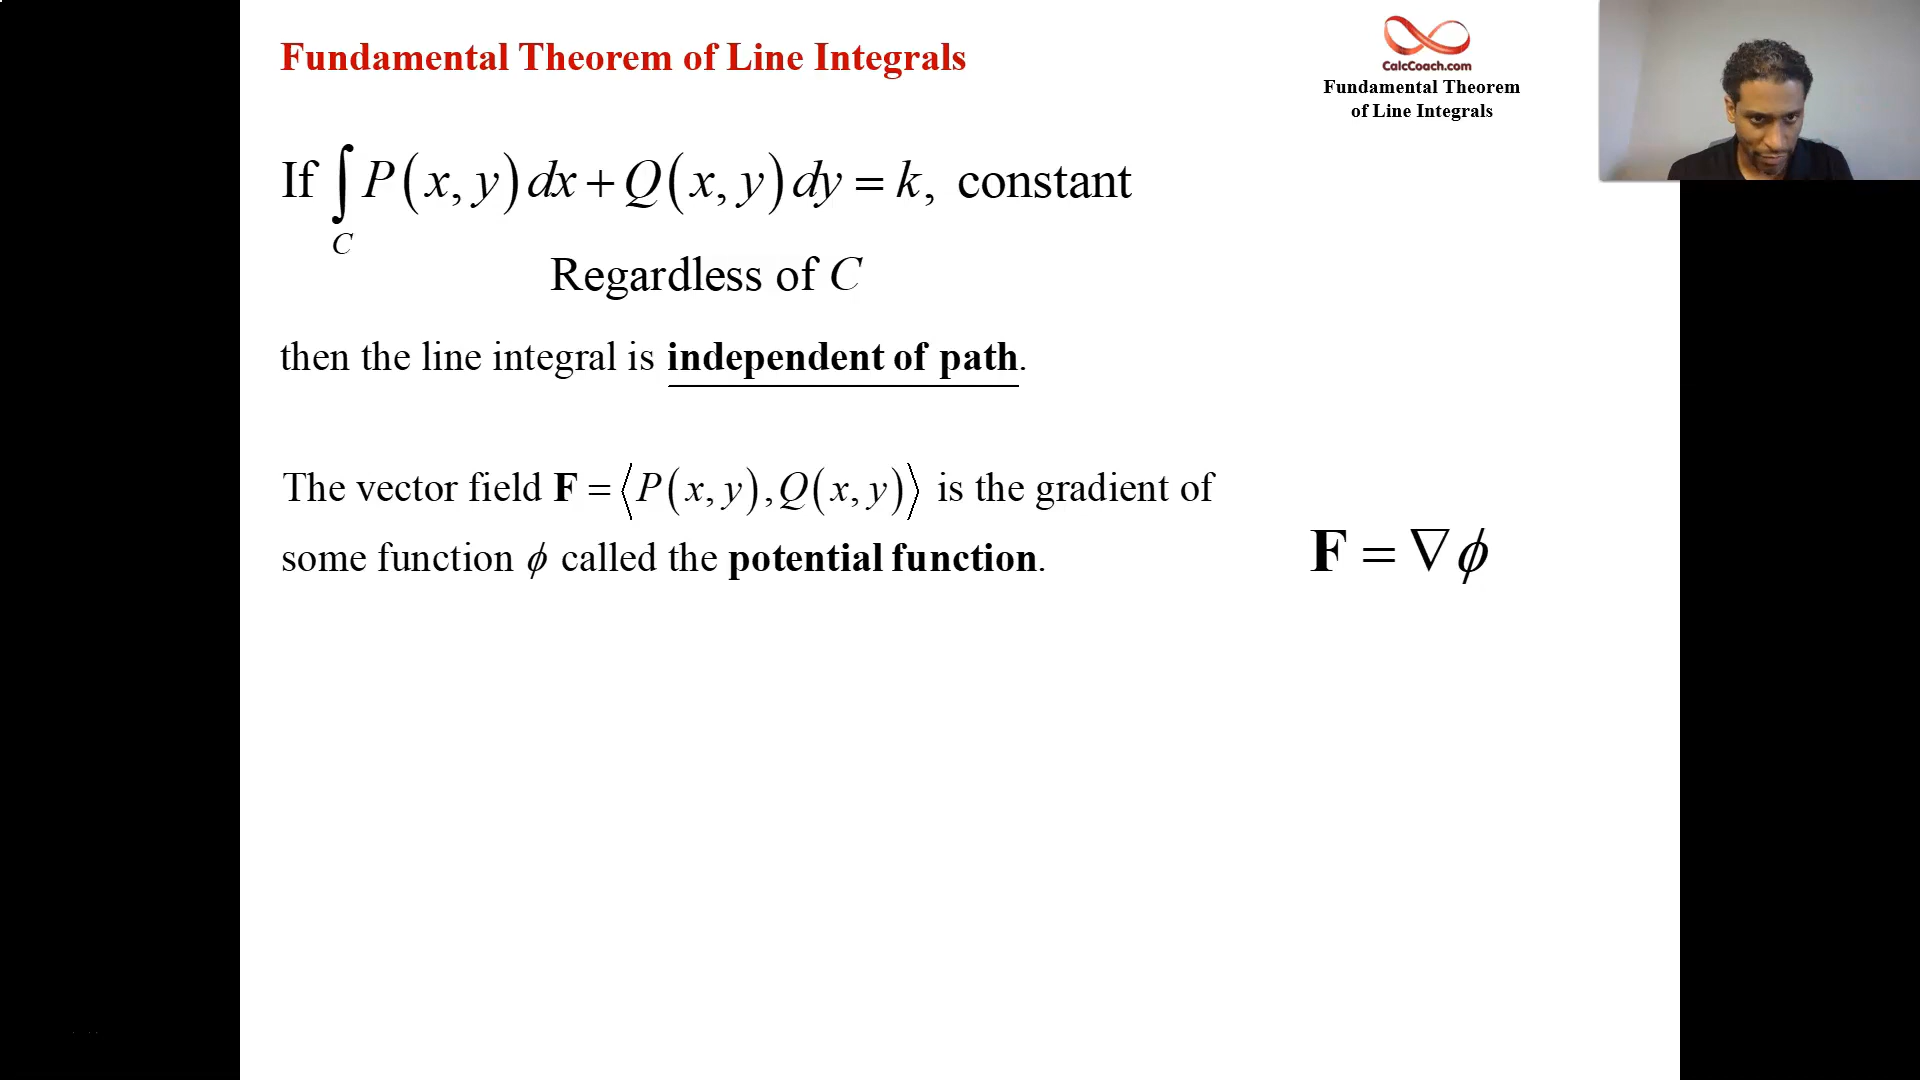 Fundamental Theorem of Line Integrals
CalcCoach.com
Fundamental Theorem
of Line Integrals
If ∫ P(x, y) dx + Q(x, y) dy = k, constant
C
Regardless of C
then the line integral is independent of path.
The vector field F = ⟨P(x, y), Q(x, y)⟩ is the gradient of
some function ϕ called the potential function.
F = ∇ϕ